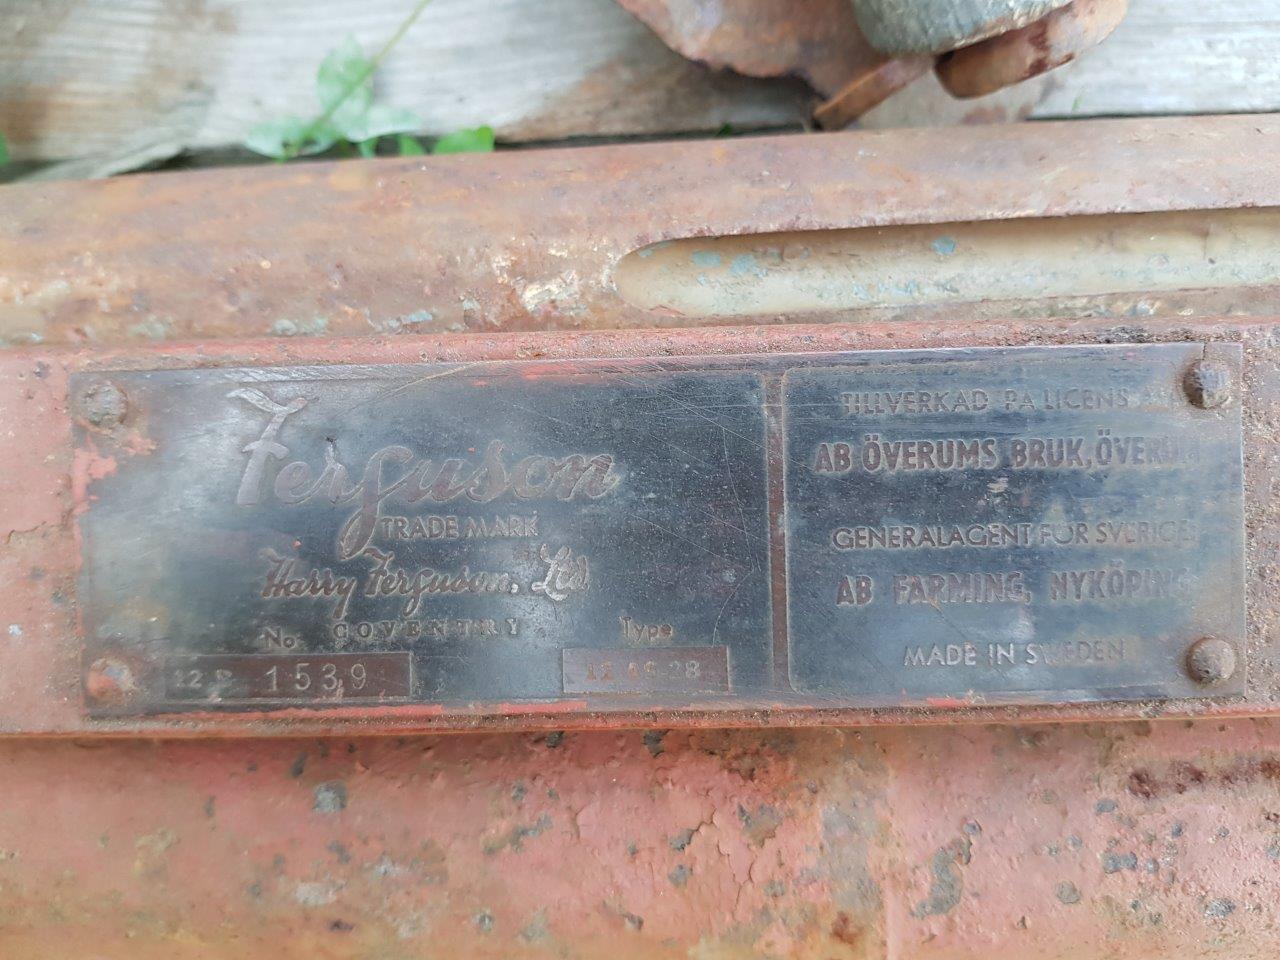 Ferguson
TRADE MARK
Harry Ferguson, Ltd
COVENTRY
No
1539
Type
TILLVERKAD PÅ LICENS
AB ÖVERUMS BRUK, ÖVERUM
GENERALAGENT FÖR SVERIGE:
AB FARMING, NYKÖPING
MADE IN SWEDEN